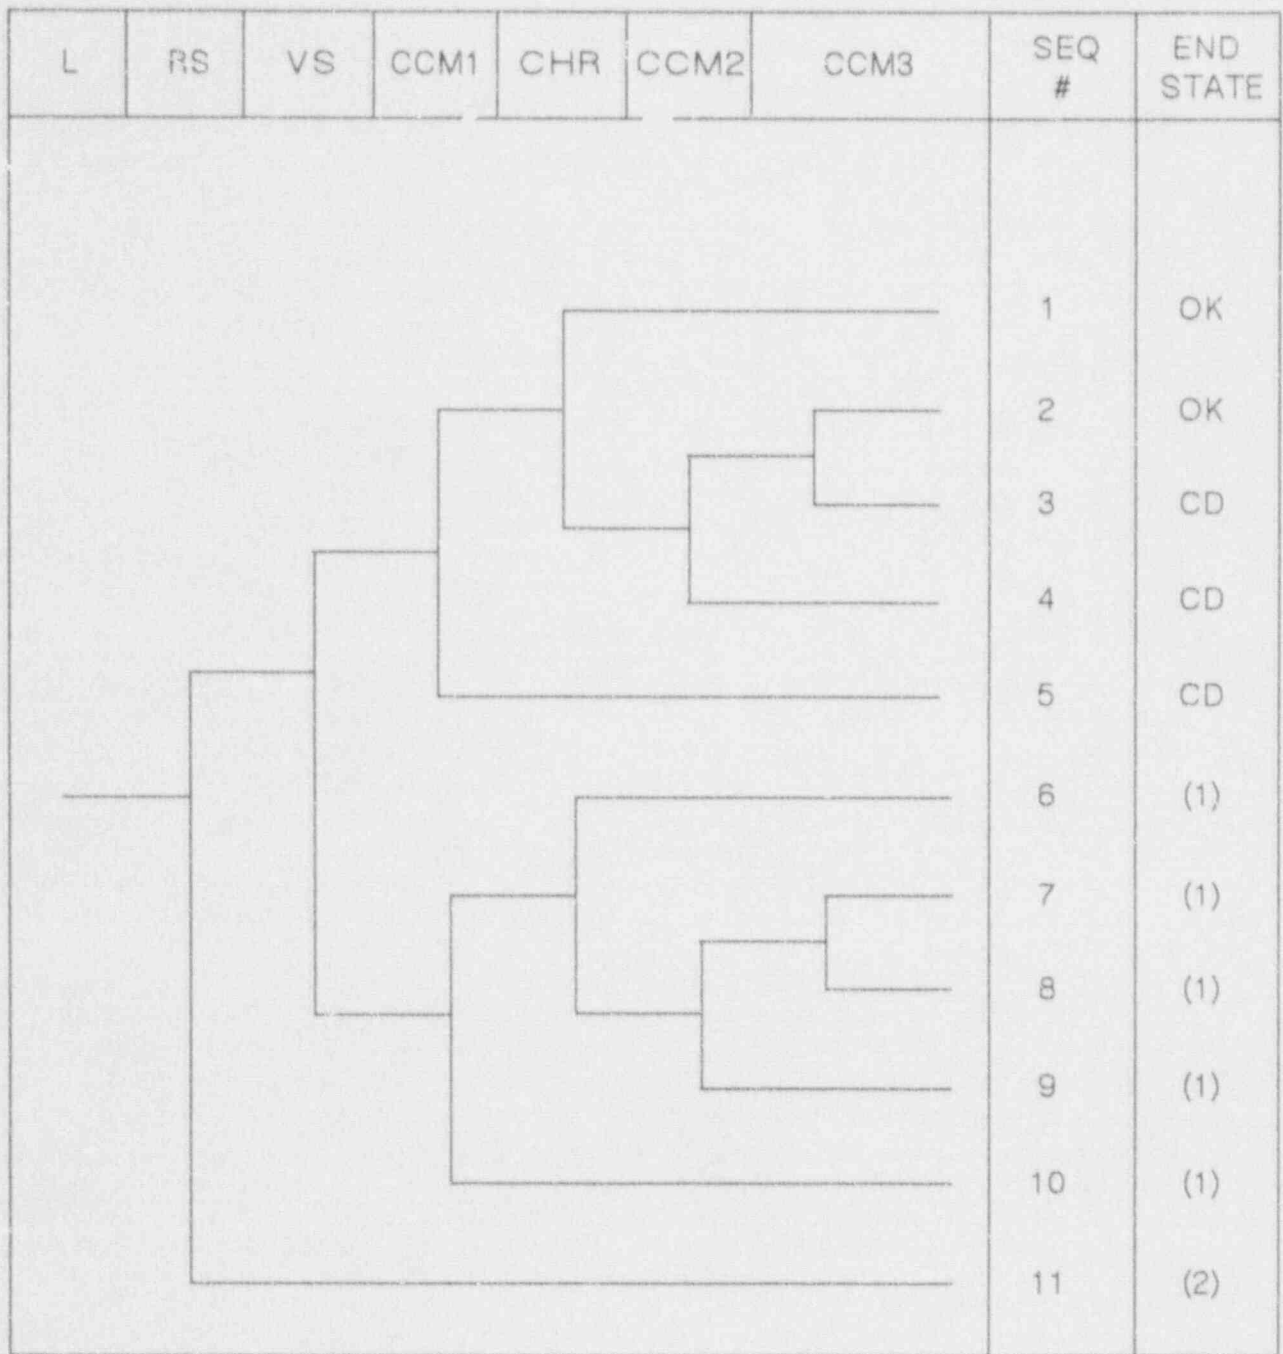 L RS VS CCM1 CHR CCM2 CCM3 SEQ # END STATE
1 OK
2 OK
3 CD
4 CD
5 CD
6 (1)
7 (1)
8 (1)
9 (1)
10 (1)
11 (2)